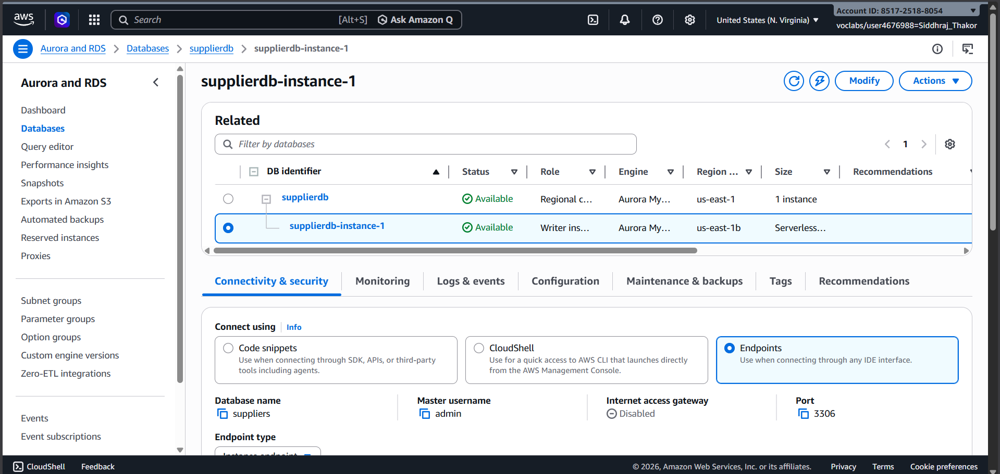 aws
Search [Alt+S] Ask Amazon Q
United States (N. Virginia)
Account ID: 8517-2518-8054
voclabs/user4676988=Siddhraj_Thakor
Aurora and RDS
Databases
supplierdb
supplierdb-instance-1
Aurora and RDS
Dashboard
Databases
Query editor
Performance insights
Snapshots
Exports in Amazon S3
Automated backups
Reserved instances
Proxies
Subnet groups
Parameter groups
Option groups
Custom engine versions
Zero-ETL integrations
Events
Event subscriptions
supplierdb-instance-1
Modify
Actions
Related
Filter by databases
1
DB identifier Status Role Engine Region ... Size Recommendations
supplierdb Available Regional c... Aurora My... us-east-1 1 instance
supplierdb-instance-1 Available Writer ins... Aurora My... us-east-1b Serverless...
Connectivity & security Monitoring Logs & events Configuration Maintenance & backups Tags Recommendations
Connect using Info
Code snippets
Use when connecting through SDK, APIs, or third-party
tools including agents.
CloudShell
Use for a quick access to AWS CLI that launches directly
from the AWS Management Console.
Endpoints
Use when connecting through any IDE interface.
Database name
suppliers
Master username
admin
Internet access gateway
Disabled
Port
3306
Endpoint type
Instance endpoint
CloudShell Feedback
© 2026, Amazon Web Services, Inc. or its affiliates. Privacy Terms Cookie preferences